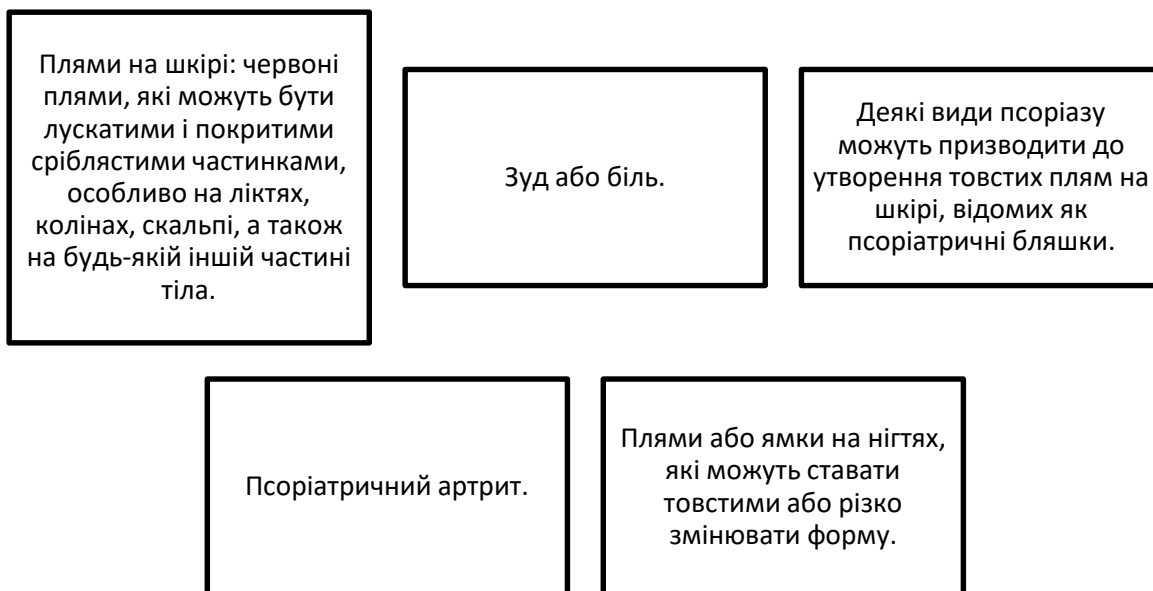 Плями на шкірі: червоні
плями, які можуть бути
лускатими і покритими
сріблястими частинками,
особливо на ліктях,
колінах, скальпі, а також
на будь-якій іншій частині
тіла.
Зуд або біль.
Деякі види псоріазу
можуть призводити до
утворення товстих плям на
шкірі, відомих як
псоріатричні бляшки.
Псоріатричний артрит.
Плями або ямки на нігтях,
які можуть ставати
товстими або різко
змінювати форму.